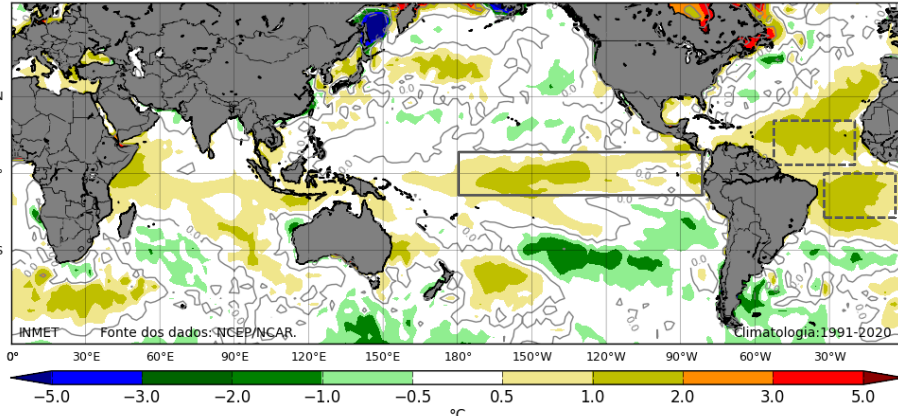 N
S
INMET Fonte dos dados: NCEP/NCAR. Climatologia:1991-2020
0° 30°E 60°E 90°E 120°E 150°E 180° 150°W 120°W 90°W 60°W 30°W
−5.0 −3.0 −2.0 −1.0 −0.5 0.5 1.0 2.0 3.0 5.0
°C